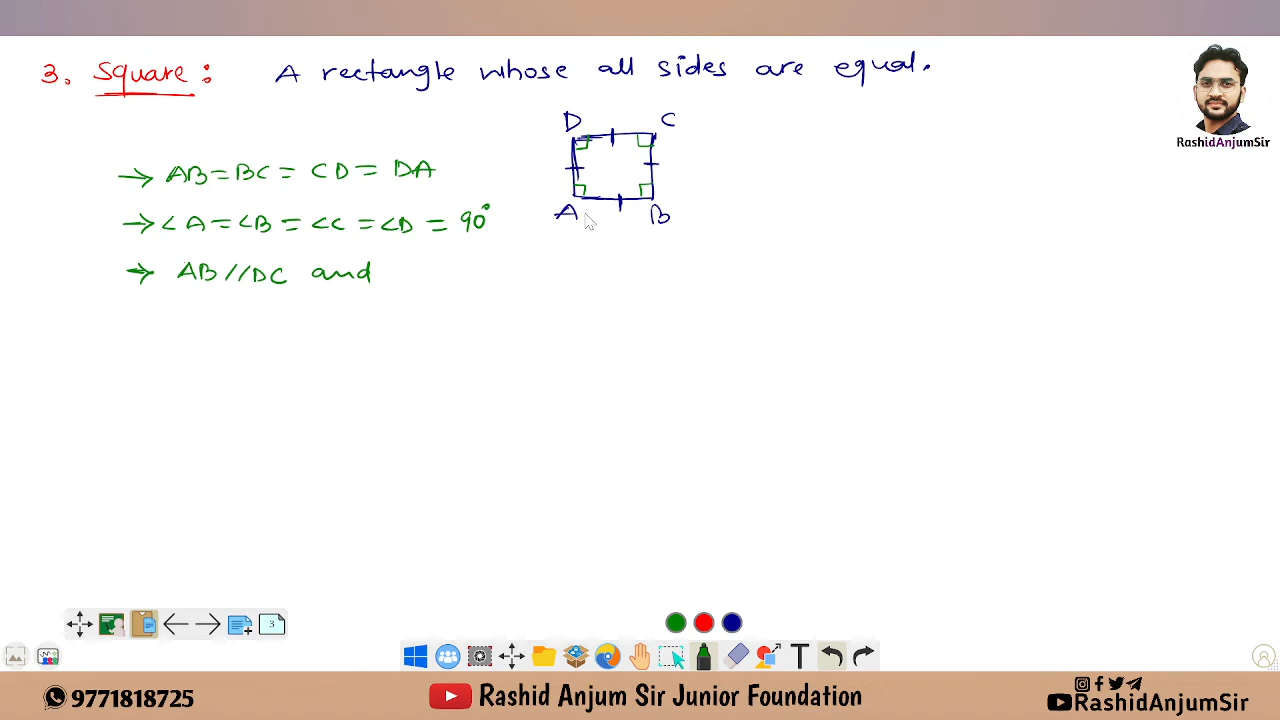 3. Square: A rectangle whose all sides are equal.
D C
RashidAnjumSir
→ AB = BC = CD = DA
→ ∠A = ∠B = ∠C = ∠D = 90°
A B
→ AB // DC and
3
T
9771818725
Rashid Anjum Sir Junior Foundation
RashidAnjumSir